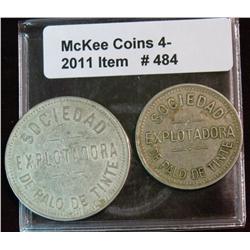 McKee Coins 4-
2011 Item # 484
SOCIEDAD
EXPLOTADORA
DE PALO DE TINTE
SOCIEDAD
EXPLOTADORA
DE PALO DE TINTE